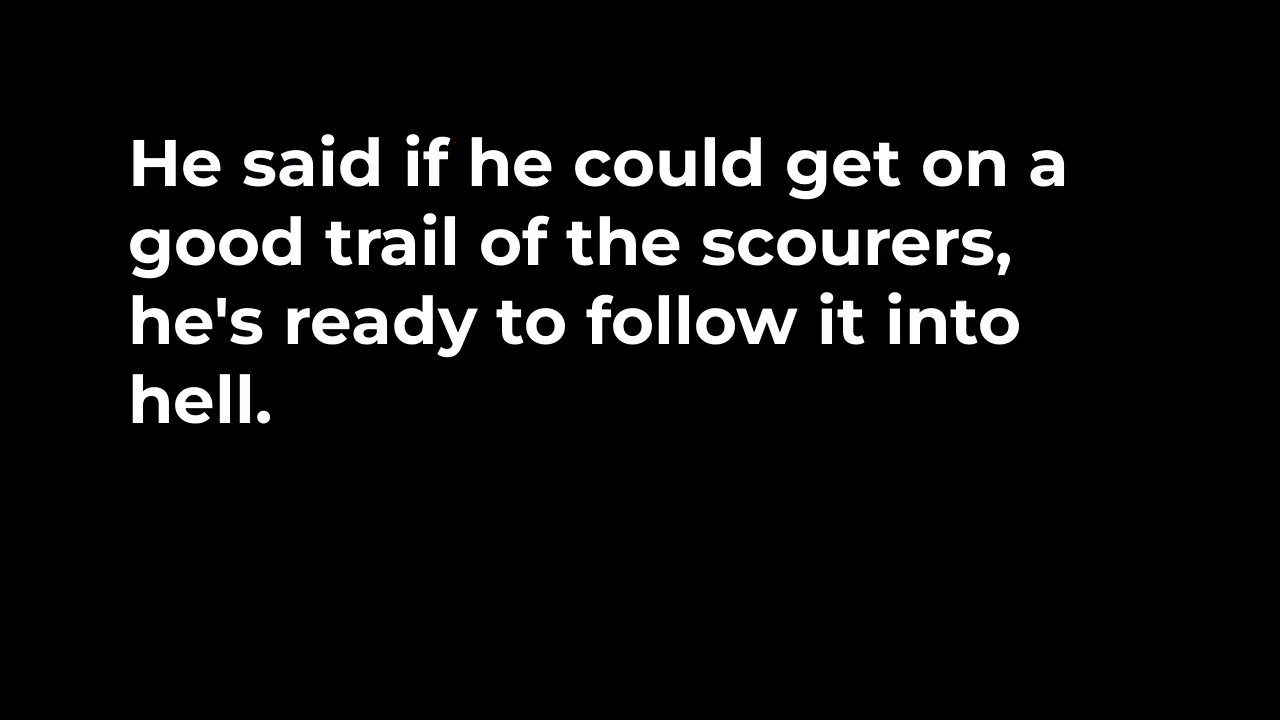 He said if he could get on a
good trail of the scourers,
he's ready to follow it into
hell.